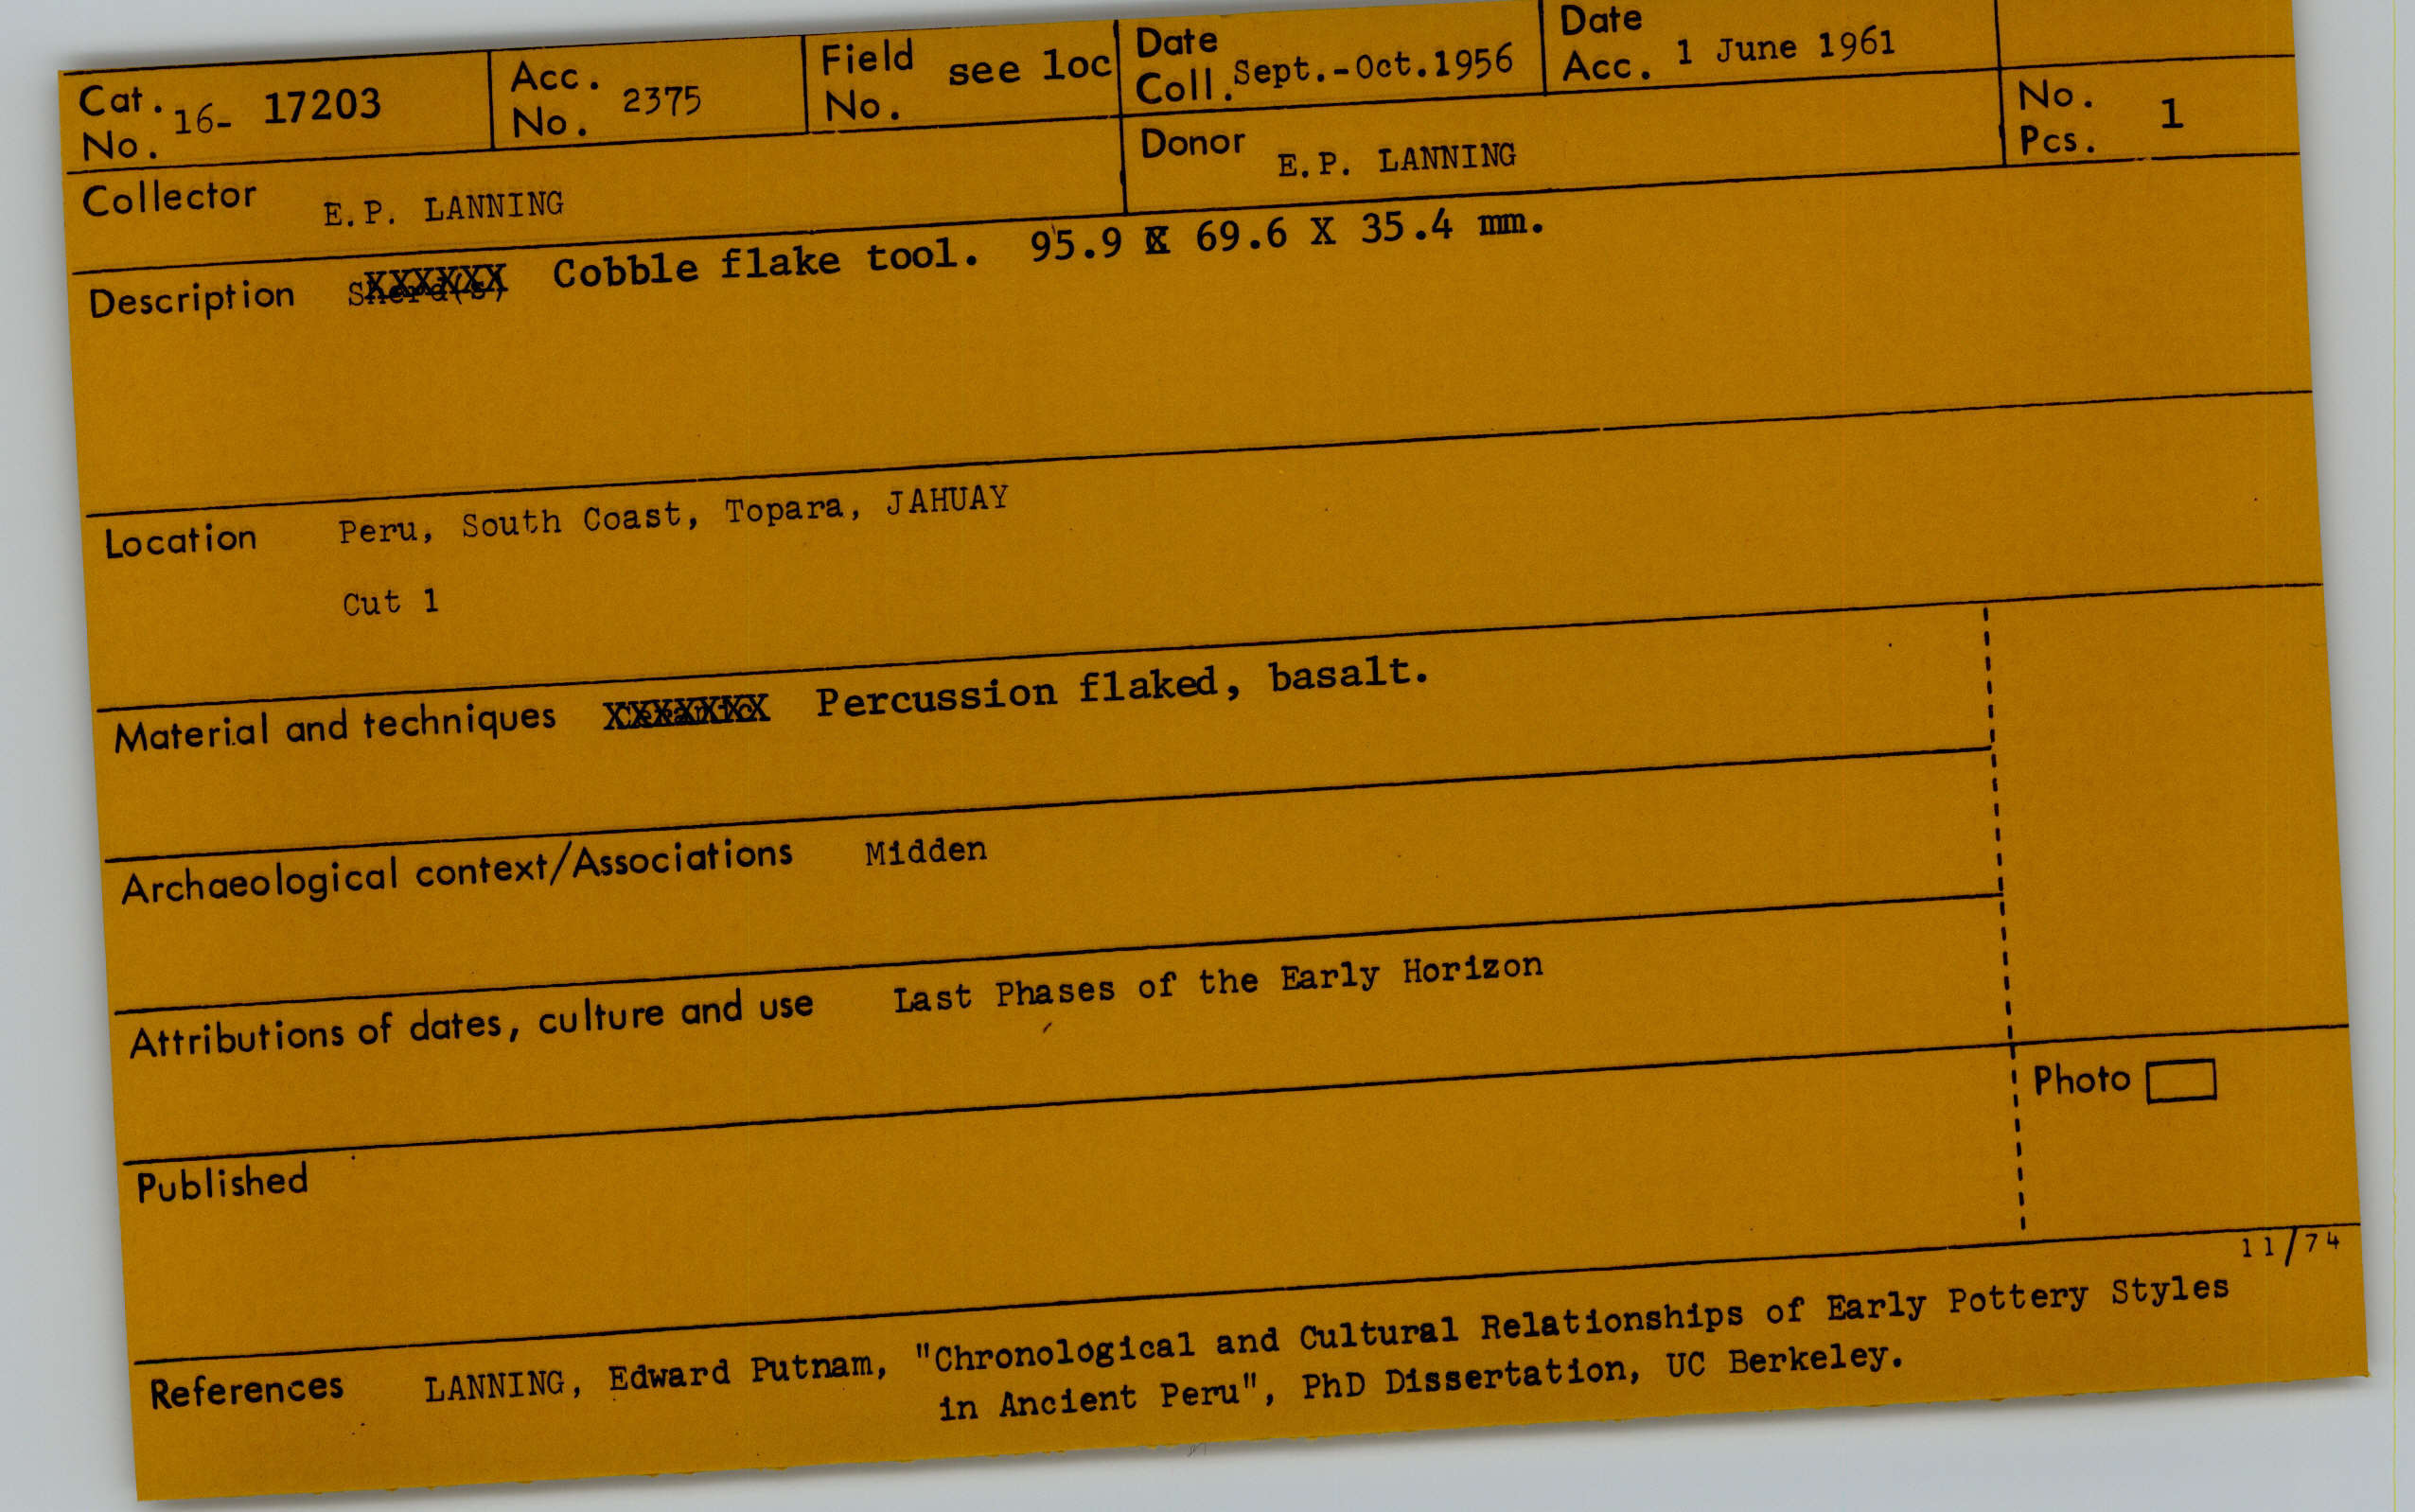 Cat. No. 16- 17203
Acc. No. 2375
Field No. see loc
Date Coll. Sept.-Oct.1956
Date Acc. 1 June 1961
Collector E.P. LANNING
Donor E.P. LANNING
No. Pcs. 1
Description Sherd(s) Cobble flake tool. 95.9 X 69.6 X 35.4 mm.
Location Peru, South Coast, Topara, JAHUAY
Cut 1
Material and techniques Ceramic Percussion flaked, basalt.
Archaeological context/Associations Midden
Attributions of dates, culture and use Last Phases of the Early Horizon
Photo
Published
11/74
References LANNING, Edward Putnam, "Chronological and Cultural Relationships of Early Pottery Styles
in Ancient Peru", PhD Dissertation, UC Berkeley.